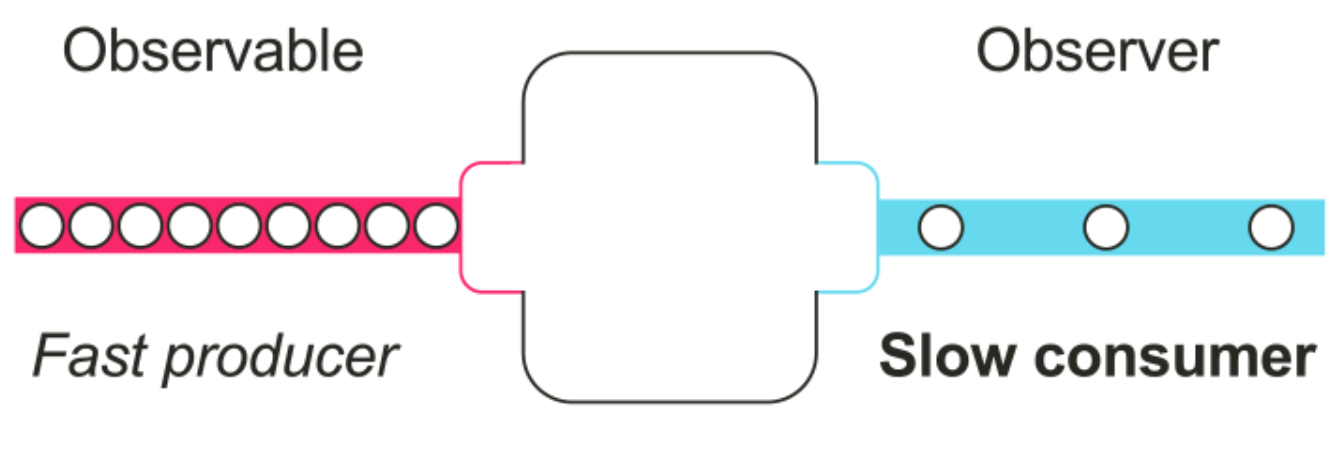 Observable
Observer
Fast producer
Slow consumer